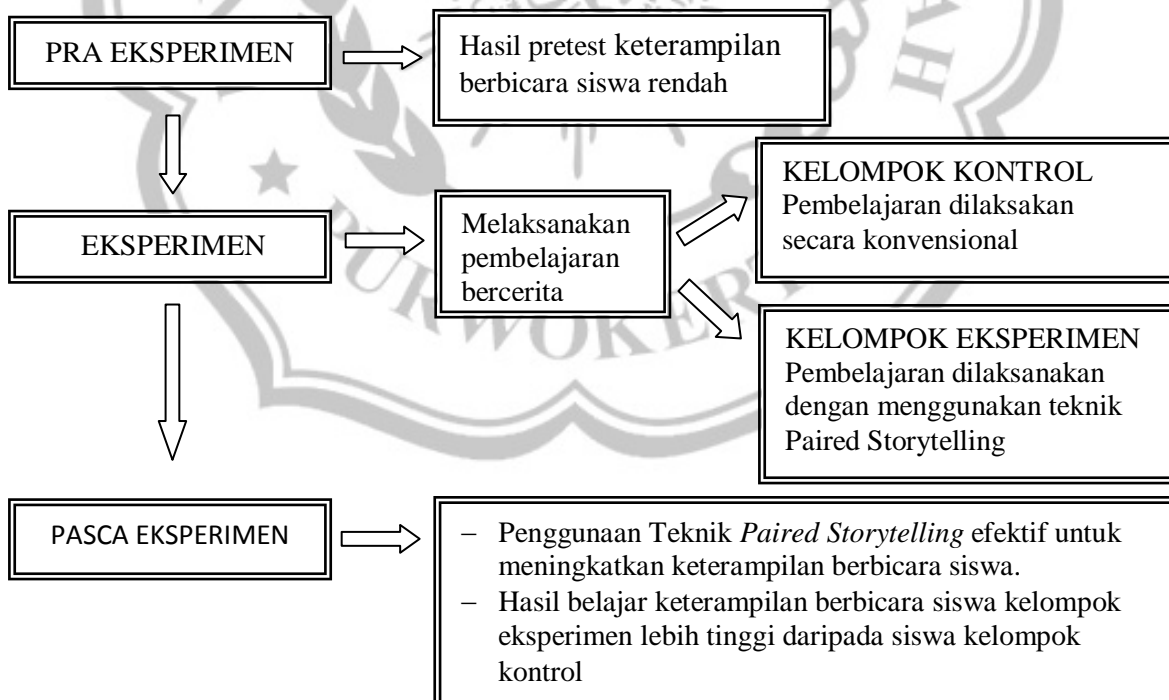 PRA EKSPERIMEN
Hasil pretest keterampilan
berbicara siswa rendah
EKSPERIMEN
Melaksanakan
pembelajaran
bercerita
KELOMPOK KONTROL
Pembelajaran dilaksakan
secara konvensional
KELOMPOK EKSPERIMEN
Pembelajaran dilaksanakan
dengan menggunakan teknik
Paired Storytelling
PASCA EKSPERIMEN
– Penggunaan Teknik Paired Storytelling efektif untuk
meningkatkan keterampilan berbicara siswa.
– Hasil belajar keterampilan berbicara siswa kelompok
eksperimen lebih tinggi daripada siswa kelompok
kontrol